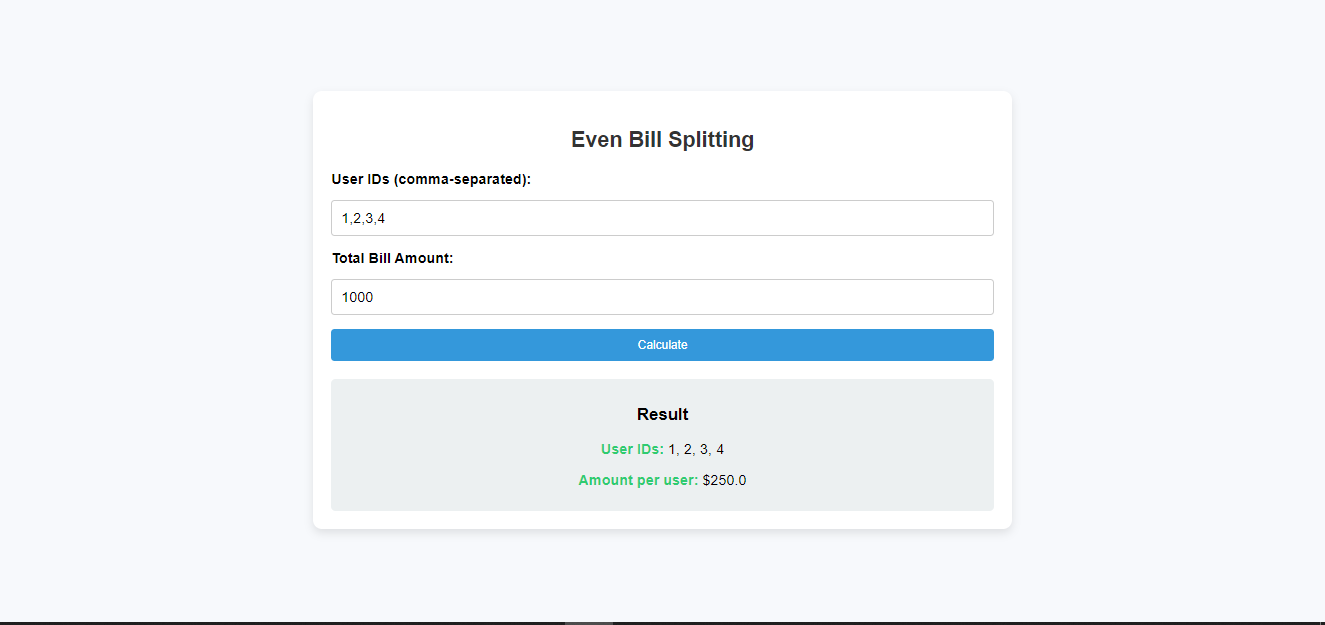 Even Bill Splitting
User IDs (comma-separated):
1,2,3,4
Total Bill Amount:
1000
Calculate
Result
User IDs: 1, 2, 3, 4
Amount per user: $250.0